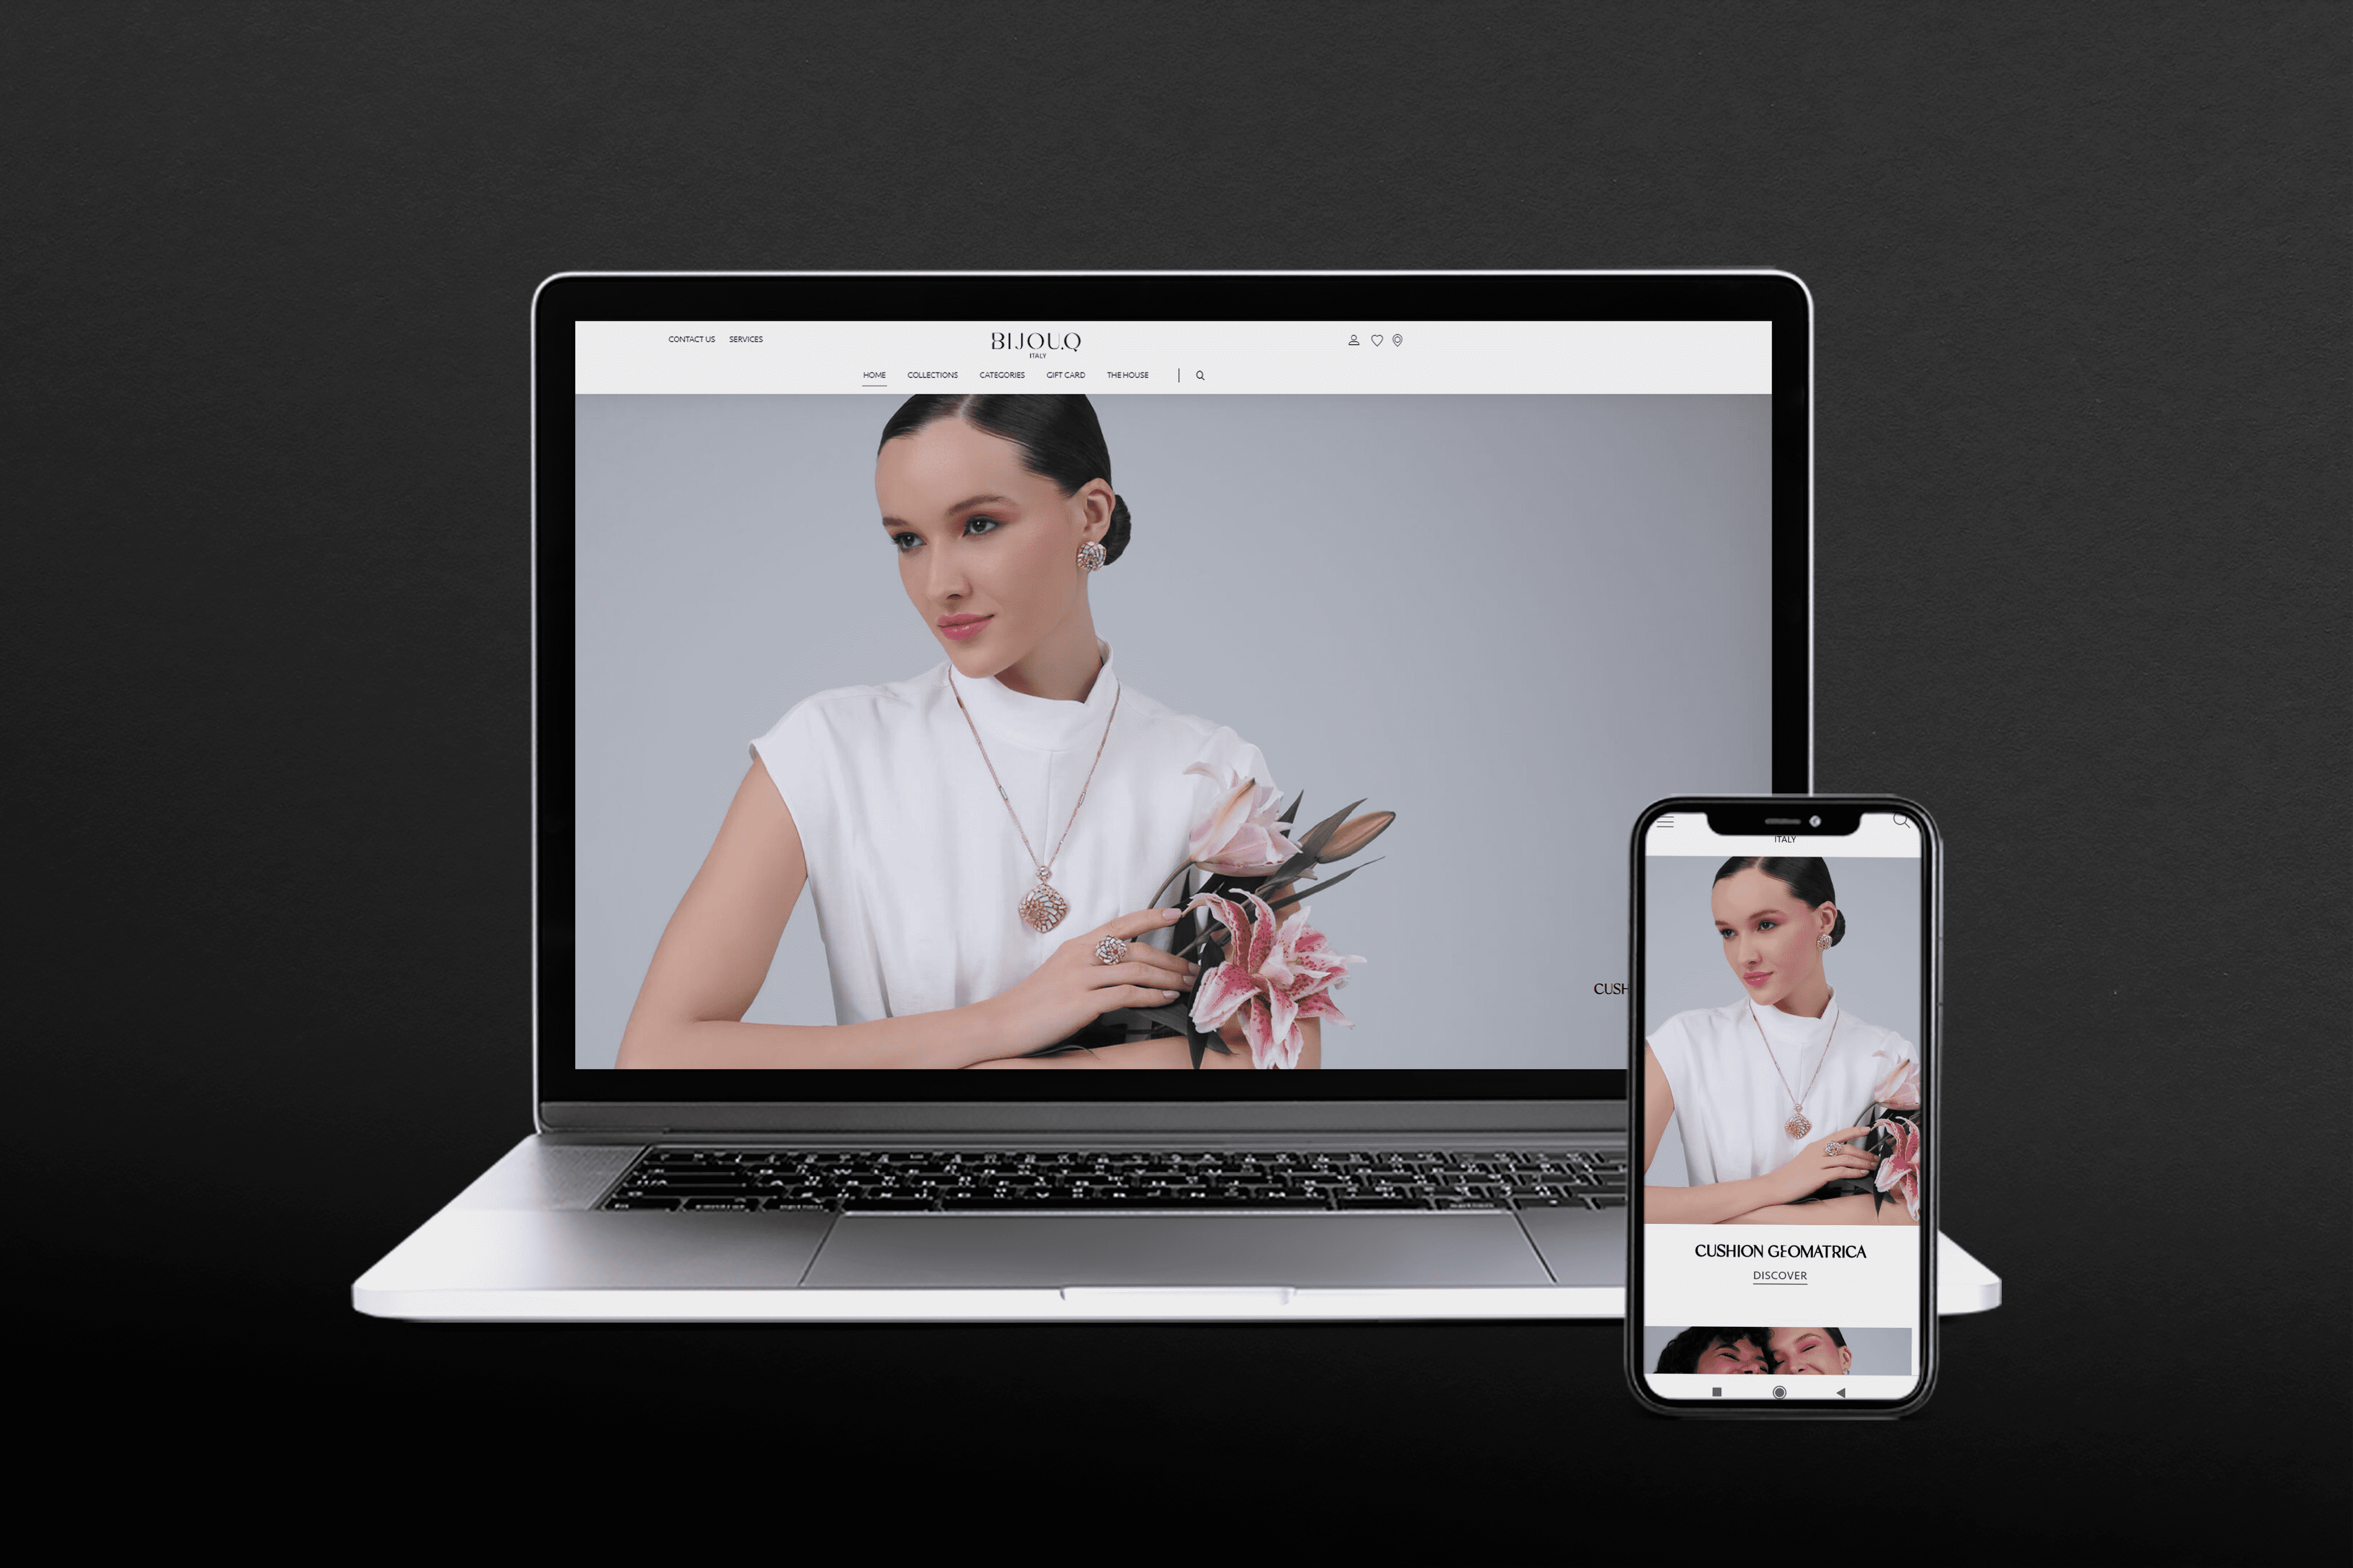 CONTACT US SERVICES
BIJOU.Q
ITALY
HOME COLLECTIONS CATEGORIES GIFT CARD THE HOUSE
CUSH
ITALY
CUSHION GEOMATRICA
DISCOVER